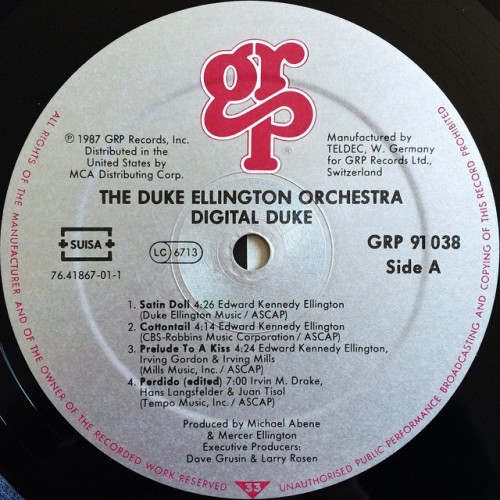 grp
®
℗ 1987 GRP Records, Inc.
Distributed in the
United States by
MCA Distributing Corp.
Manufactured by
TELDEC, W. Germany
for GRP Records Ltd.,
Switzerland
THE DUKE ELLINGTON ORCHESTRA
DIGITAL DUKE
SUISA
76.41867-01-1
LC 6713
GRP 91 038
Side A
1. Satin Doll 4:26 Edward Kennedy Ellington
(Duke Ellington Music / ASCAP)
2. Cottontail 4:14 Edward Kennedy Ellington
(CBS-Robbins Music Corporation / ASCAP)
3. Prelude To A Kiss 4:24 Edward Kennedy Ellington,
Irving Gordon & Irving Mills
(Mills Music, Inc. / ASCAP)
4. Perdido (edited) 7:00 Irvin M. Drake,
Hans Langsfelder & Juan Tisol
(Tempo Music, Inc. / ASCAP)
Produced by Michael Abene
& Mercer Ellington
Executive Producers:
Dave Grusin & Larry Rosen
ALL RIGHTS OF THE MANUFACTURER AND OF THE OWNER OF THE RECORDED WORK RESERVED
33
UNAUTHORISED PUBLIC PERFORMANCE BROADCASTING AND COPYING OF THIS RECORD PROHIBITED